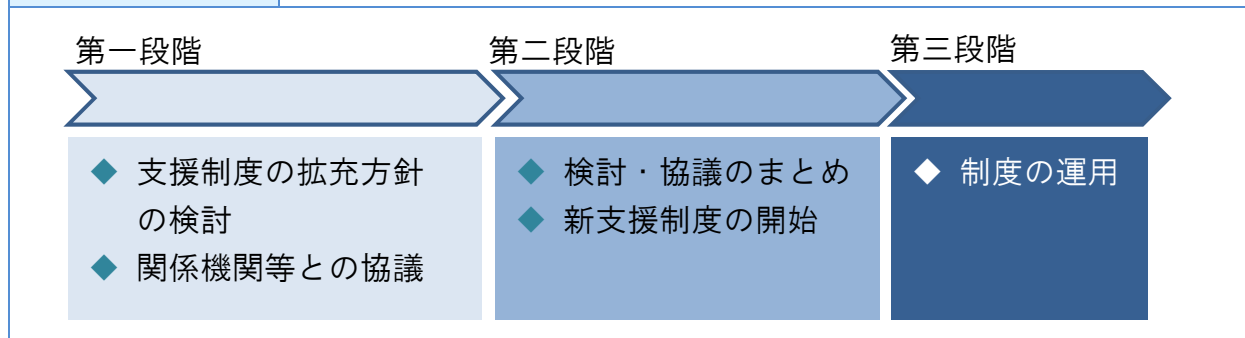 第一段階
第二段階
第三段階
◆ 支援制度の拡充方針
の検討
◆ 関係機関等との協議
◆ 検討・協議のまとめ
◆ 新支援制度の開始
◆ 制度の運用